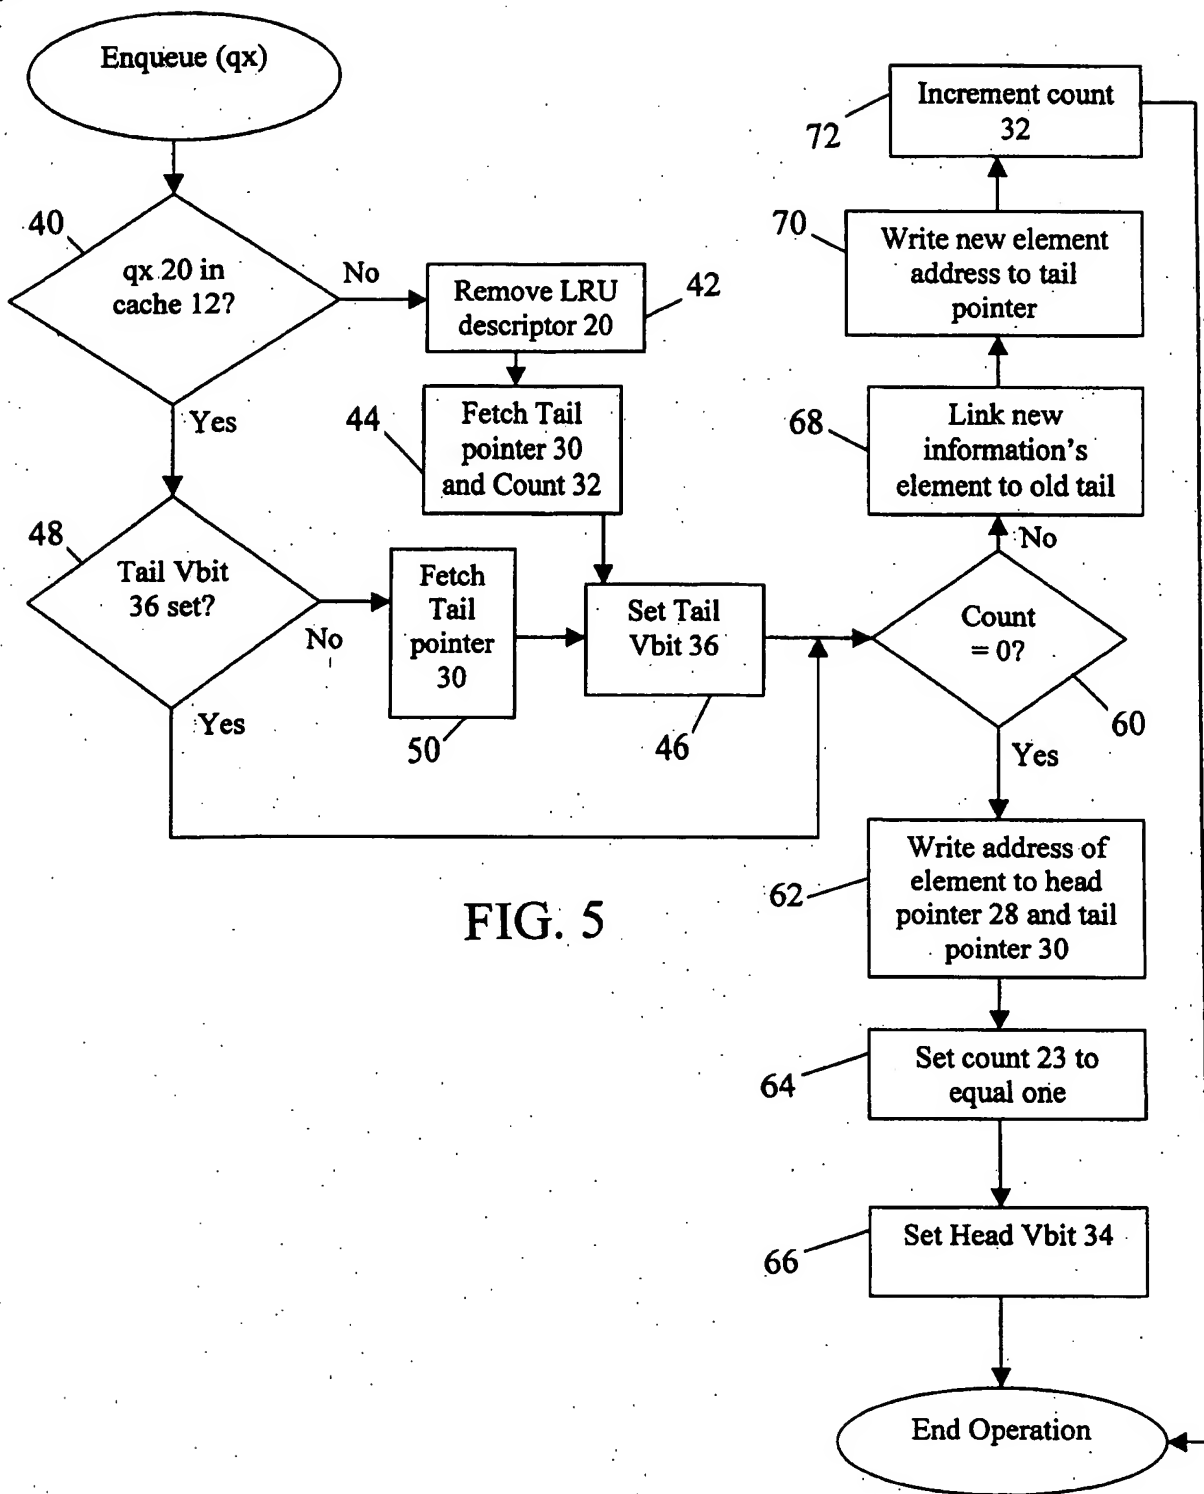 Enqueue (qx)
40
qx 20 in
cache 12?
No
Remove LRU
descriptor 20
42
Yes
44
Fetch Tail
pointer 30
and Count 32
48
Tail Vbit
36 set?
No
Fetch
Tail
pointer
30
50
Set Tail
Vbit 36
46
Yes
FIG. 5
72
Increment count
32
70
Write new element
address to tail
pointer
68
Link new
information's
element to old tail
No
Count
= 0?
60
Yes
62
Write address of
element to head
pointer 28 and tail
pointer 30
64
Set count 23 to
equal one
66
Set Head Vbit 34
End Operation